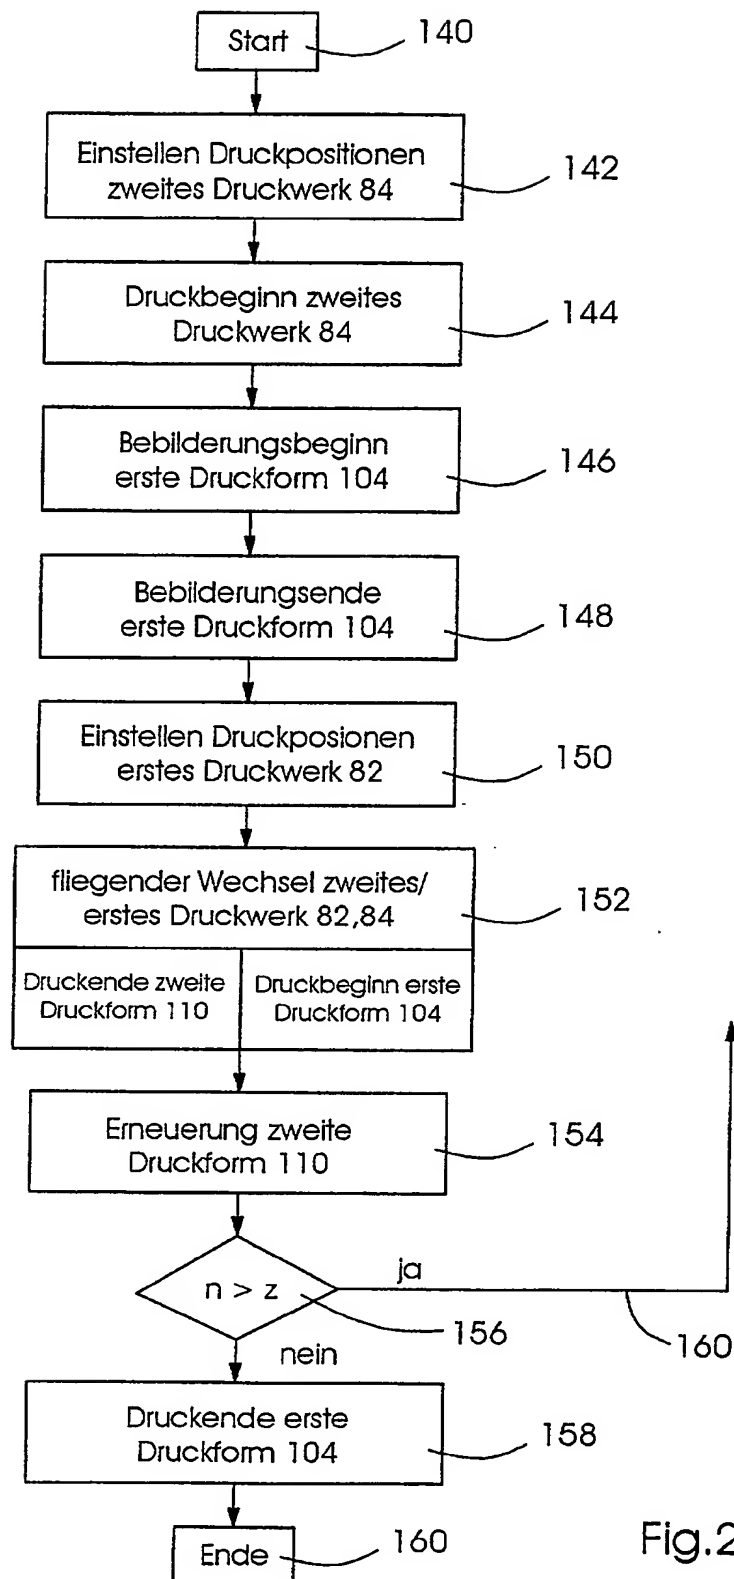 Start
140
Einstellen Druckpositionen
zweites Druckwerk 84
142
Druckbeginn zweites
Druckwerk 84
144
Bebilderungsbeginn
erste Druckform 104
146
Bebilderungsende
erste Druckform 104
148
Einstellen Druckposionen
erstes Druckwerk 82
150
fliegender Wechsel zweites/
erstes Druckwerk 82,84
152
Druckende zweite
Druckform 110
Druckbeginn erste
Druckform 104
Erneuerung zweite
Druckform 110
154
n > z
ja
156
160
nein
Druckende erste
Druckform 104
158
Ende
160
Fig.2